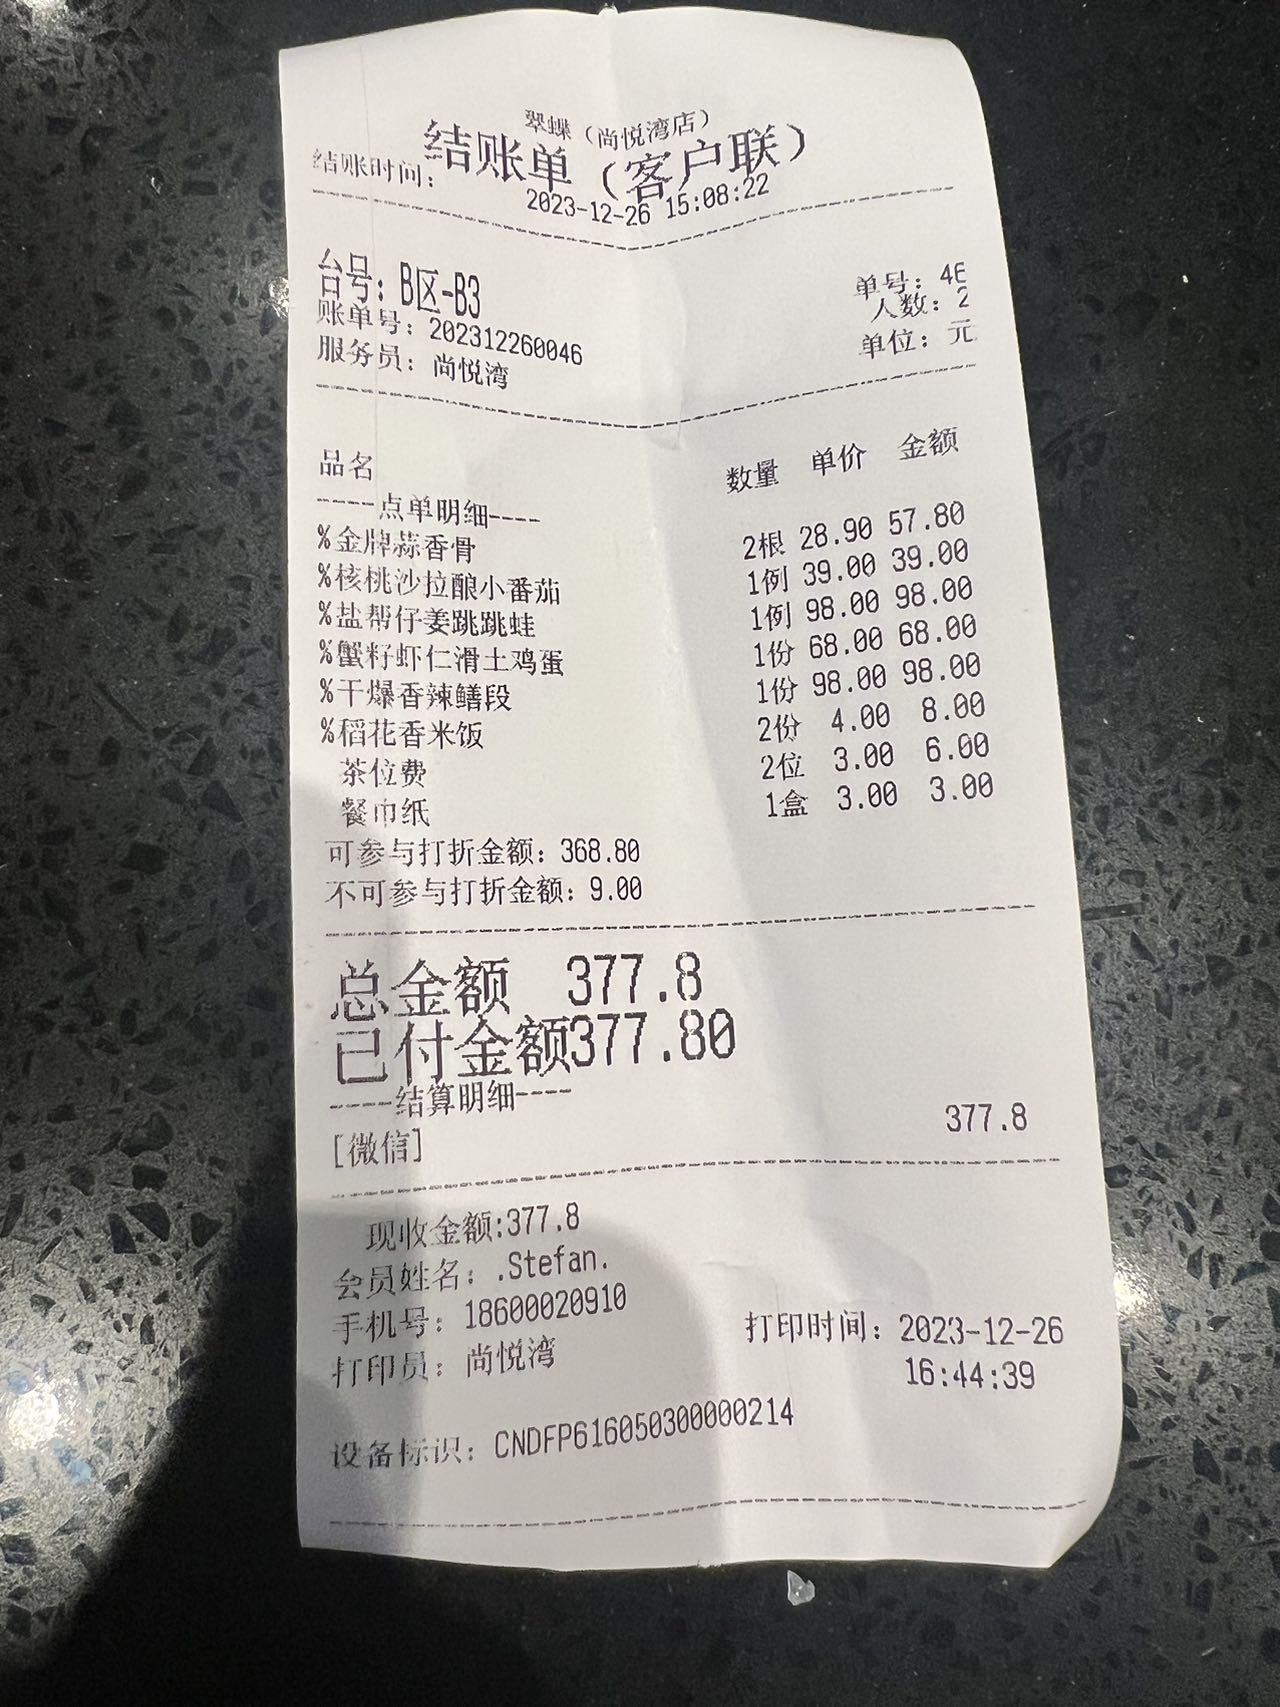 翠蝶（尚悦湾店）
结账单（客户联）
结账时间： 2023-12-26 15:08:22
台号：B区-B3 单号：46
账单号：202312260046 人数：2
服务员：尚悦湾 单位：元
品名 数量 单价 金额
----点单明细----
%金牌蒜香骨 2根 28.90 57.80
%核桃沙拉酿小番茄 1例 39.00 39.00
%盐帮仔姜跳跳蛙 1例 98.00 98.00
%蟹籽虾仁滑土鸡蛋 1份 68.00 68.00
%干爆香辣鳝段 1份 98.00 98.00
%稻花香米饭 2份 4.00 8.00
茶位费 2位 3.00 6.00
餐巾纸 1盒 3.00 3.00
可参与打折金额：368.80
不可参与打折金额：9.00
总金额 377.8
已付金额377.80
----结算明细----
[微信] 377.8
现收金额:377.8
会员姓名：.Stefan.
手机号：18600020910
打印员：尚悦湾 打印时间：2023-12-26
16:44:39
设备标识：CNDFP616050300000214